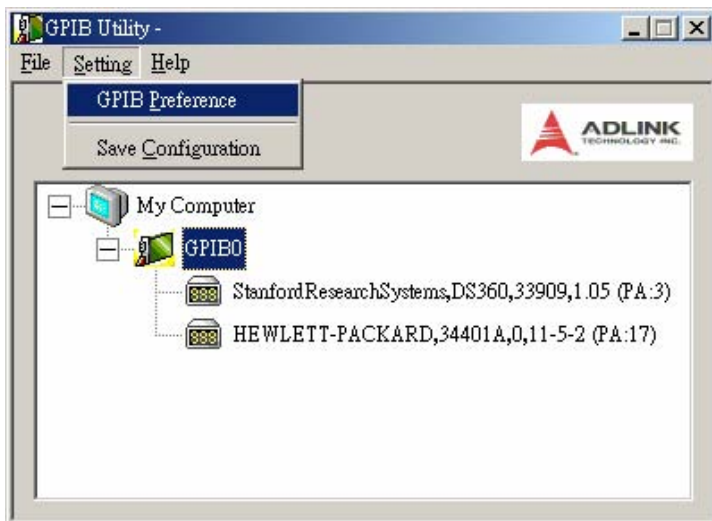 GPIB Utility -
File Setting Help
GPIB Preference
Save Configuration
ADLINK
TECHNOLOGY INC.
My Computer
GPIB0
StanfordResearchSystems,DS360,33909,1.05 (PA:3)
HEWLETT-PACKARD,34401A,0,11-5-2 (PA:17)